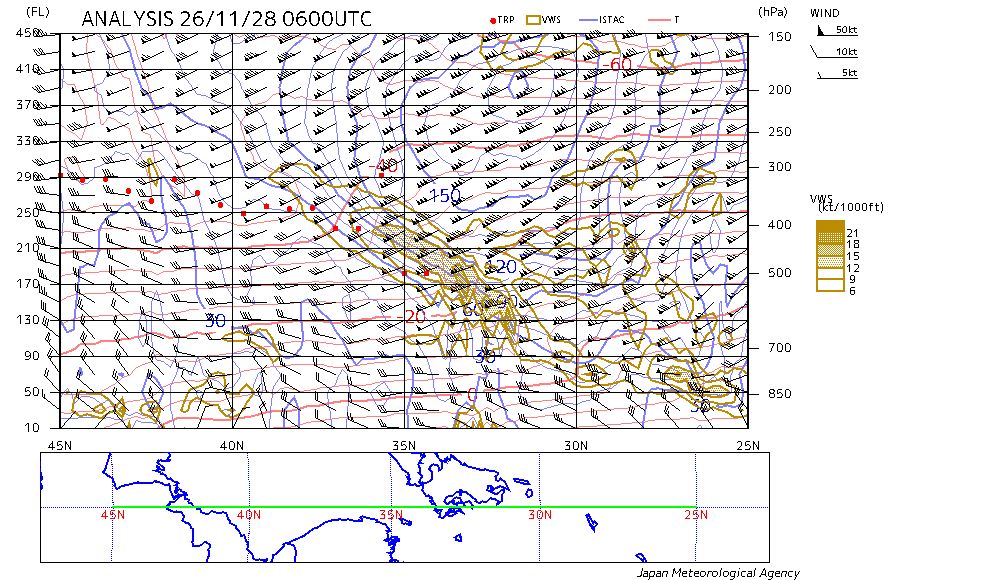 (FL) ANALYSIS 26/11/28 0600UTC TRP VWS ISTAC T (hPa) WIND
450 150 50kt
410 -60 10kt
5kt
370 200
330 250
290 -40 300
250 150 VWS
(kt/1000ft)
210 400 21
18
15
170 120 500 12
9
6
130 30 -20 60 90
90 30 700
50 0 850
10 30
45N 40N 35N 30N 25N
45N 40N 35N 30N 25N
Japan Meteorological Agency